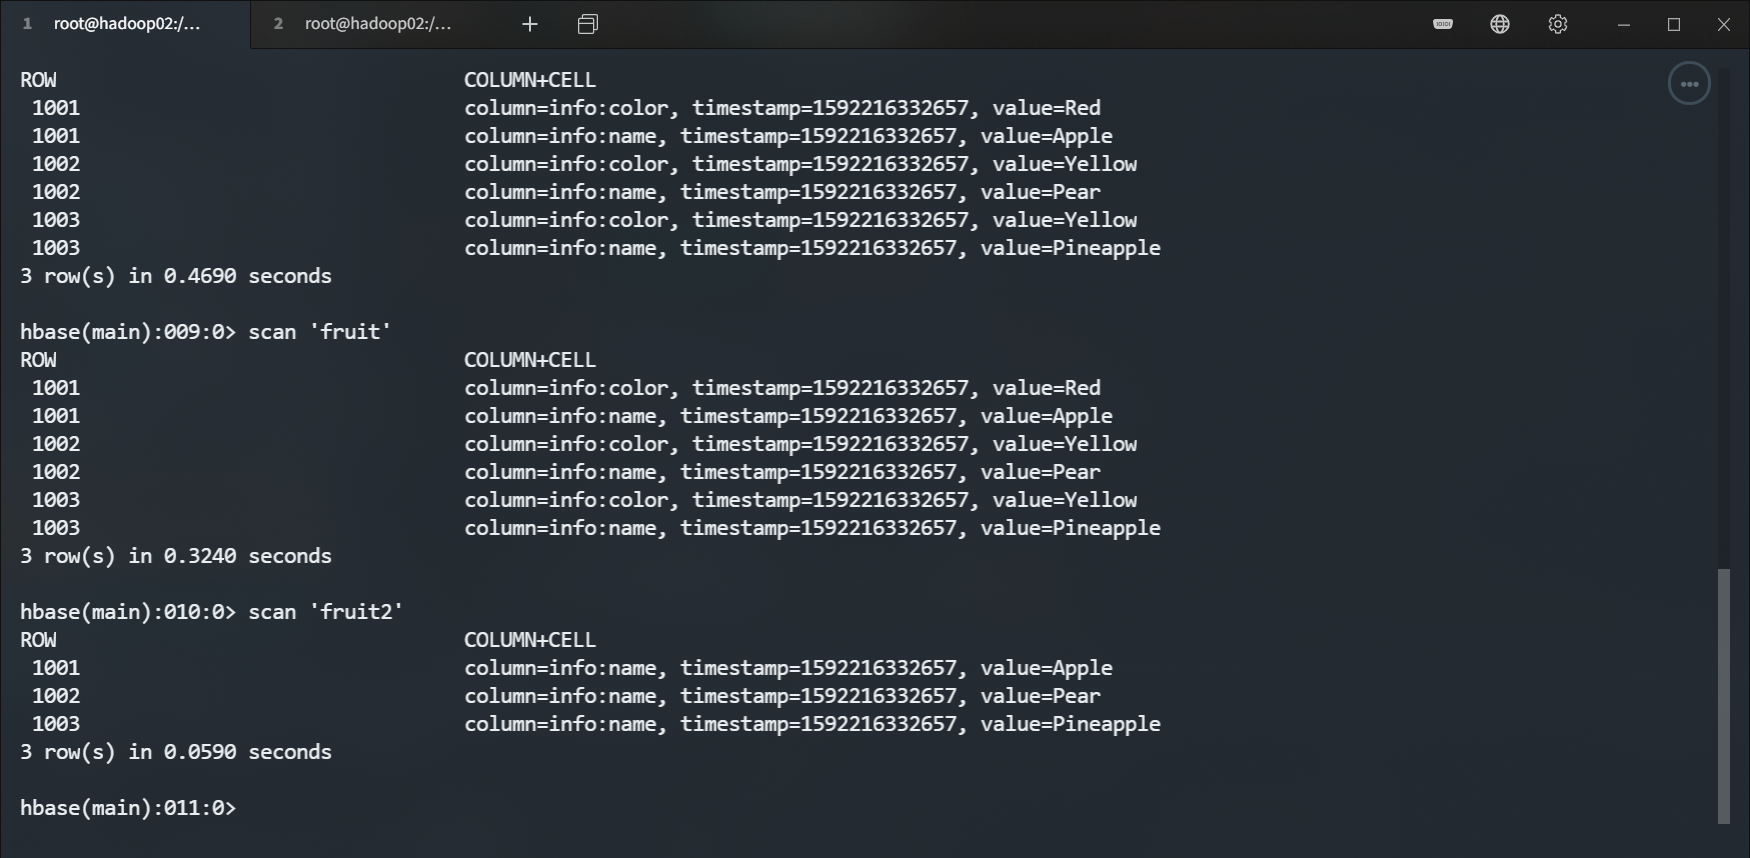 1 root@hadoop02:/... 2 root@hadoop02:/...
ROW COLUMN+CELL
1001 column=info:color, timestamp=1592216332657, value=Red
1001 column=info:name, timestamp=1592216332657, value=Apple
1002 column=info:color, timestamp=1592216332657, value=Yellow
1002 column=info:name, timestamp=1592216332657, value=Pear
1003 column=info:color, timestamp=1592216332657, value=Yellow
1003 column=info:name, timestamp=1592216332657, value=Pineapple
3 row(s) in 0.4690 seconds
hbase(main):009:0> scan 'fruit'
ROW COLUMN+CELL
1001 column=info:color, timestamp=1592216332657, value=Red
1001 column=info:name, timestamp=1592216332657, value=Apple
1002 column=info:color, timestamp=1592216332657, value=Yellow
1002 column=info:name, timestamp=1592216332657, value=Pear
1003 column=info:color, timestamp=1592216332657, value=Yellow
1003 column=info:name, timestamp=1592216332657, value=Pineapple
3 row(s) in 0.3240 seconds
hbase(main):010:0> scan 'fruit2'
ROW COLUMN+CELL
1001 column=info:name, timestamp=1592216332657, value=Apple
1002 column=info:name, timestamp=1592216332657, value=Pear
1003 column=info:name, timestamp=1592216332657, value=Pineapple
3 row(s) in 0.0590 seconds
hbase(main):011:0>